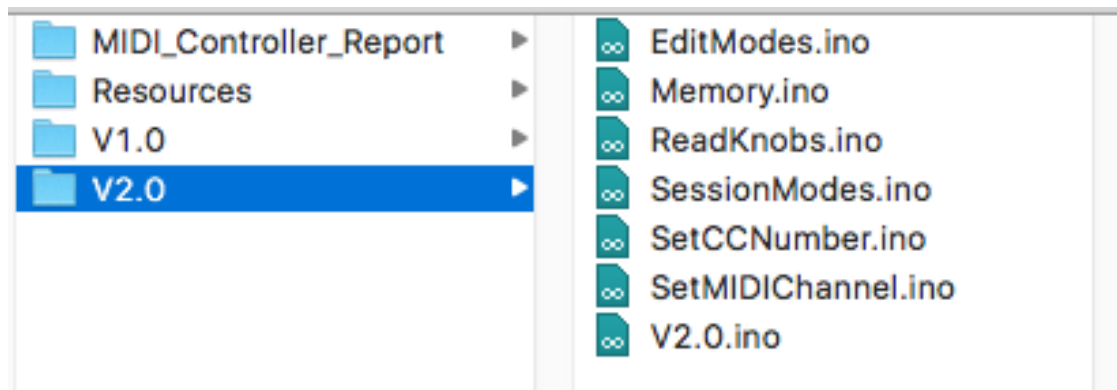 MIDI_Controller_Report
Resources
V1.0
V2.0
EditModes.ino
Memory.ino
ReadKnobs.ino
SessionModes.ino
SetCCNumber.ino
SetMIDIChannel.ino
V2.0.ino